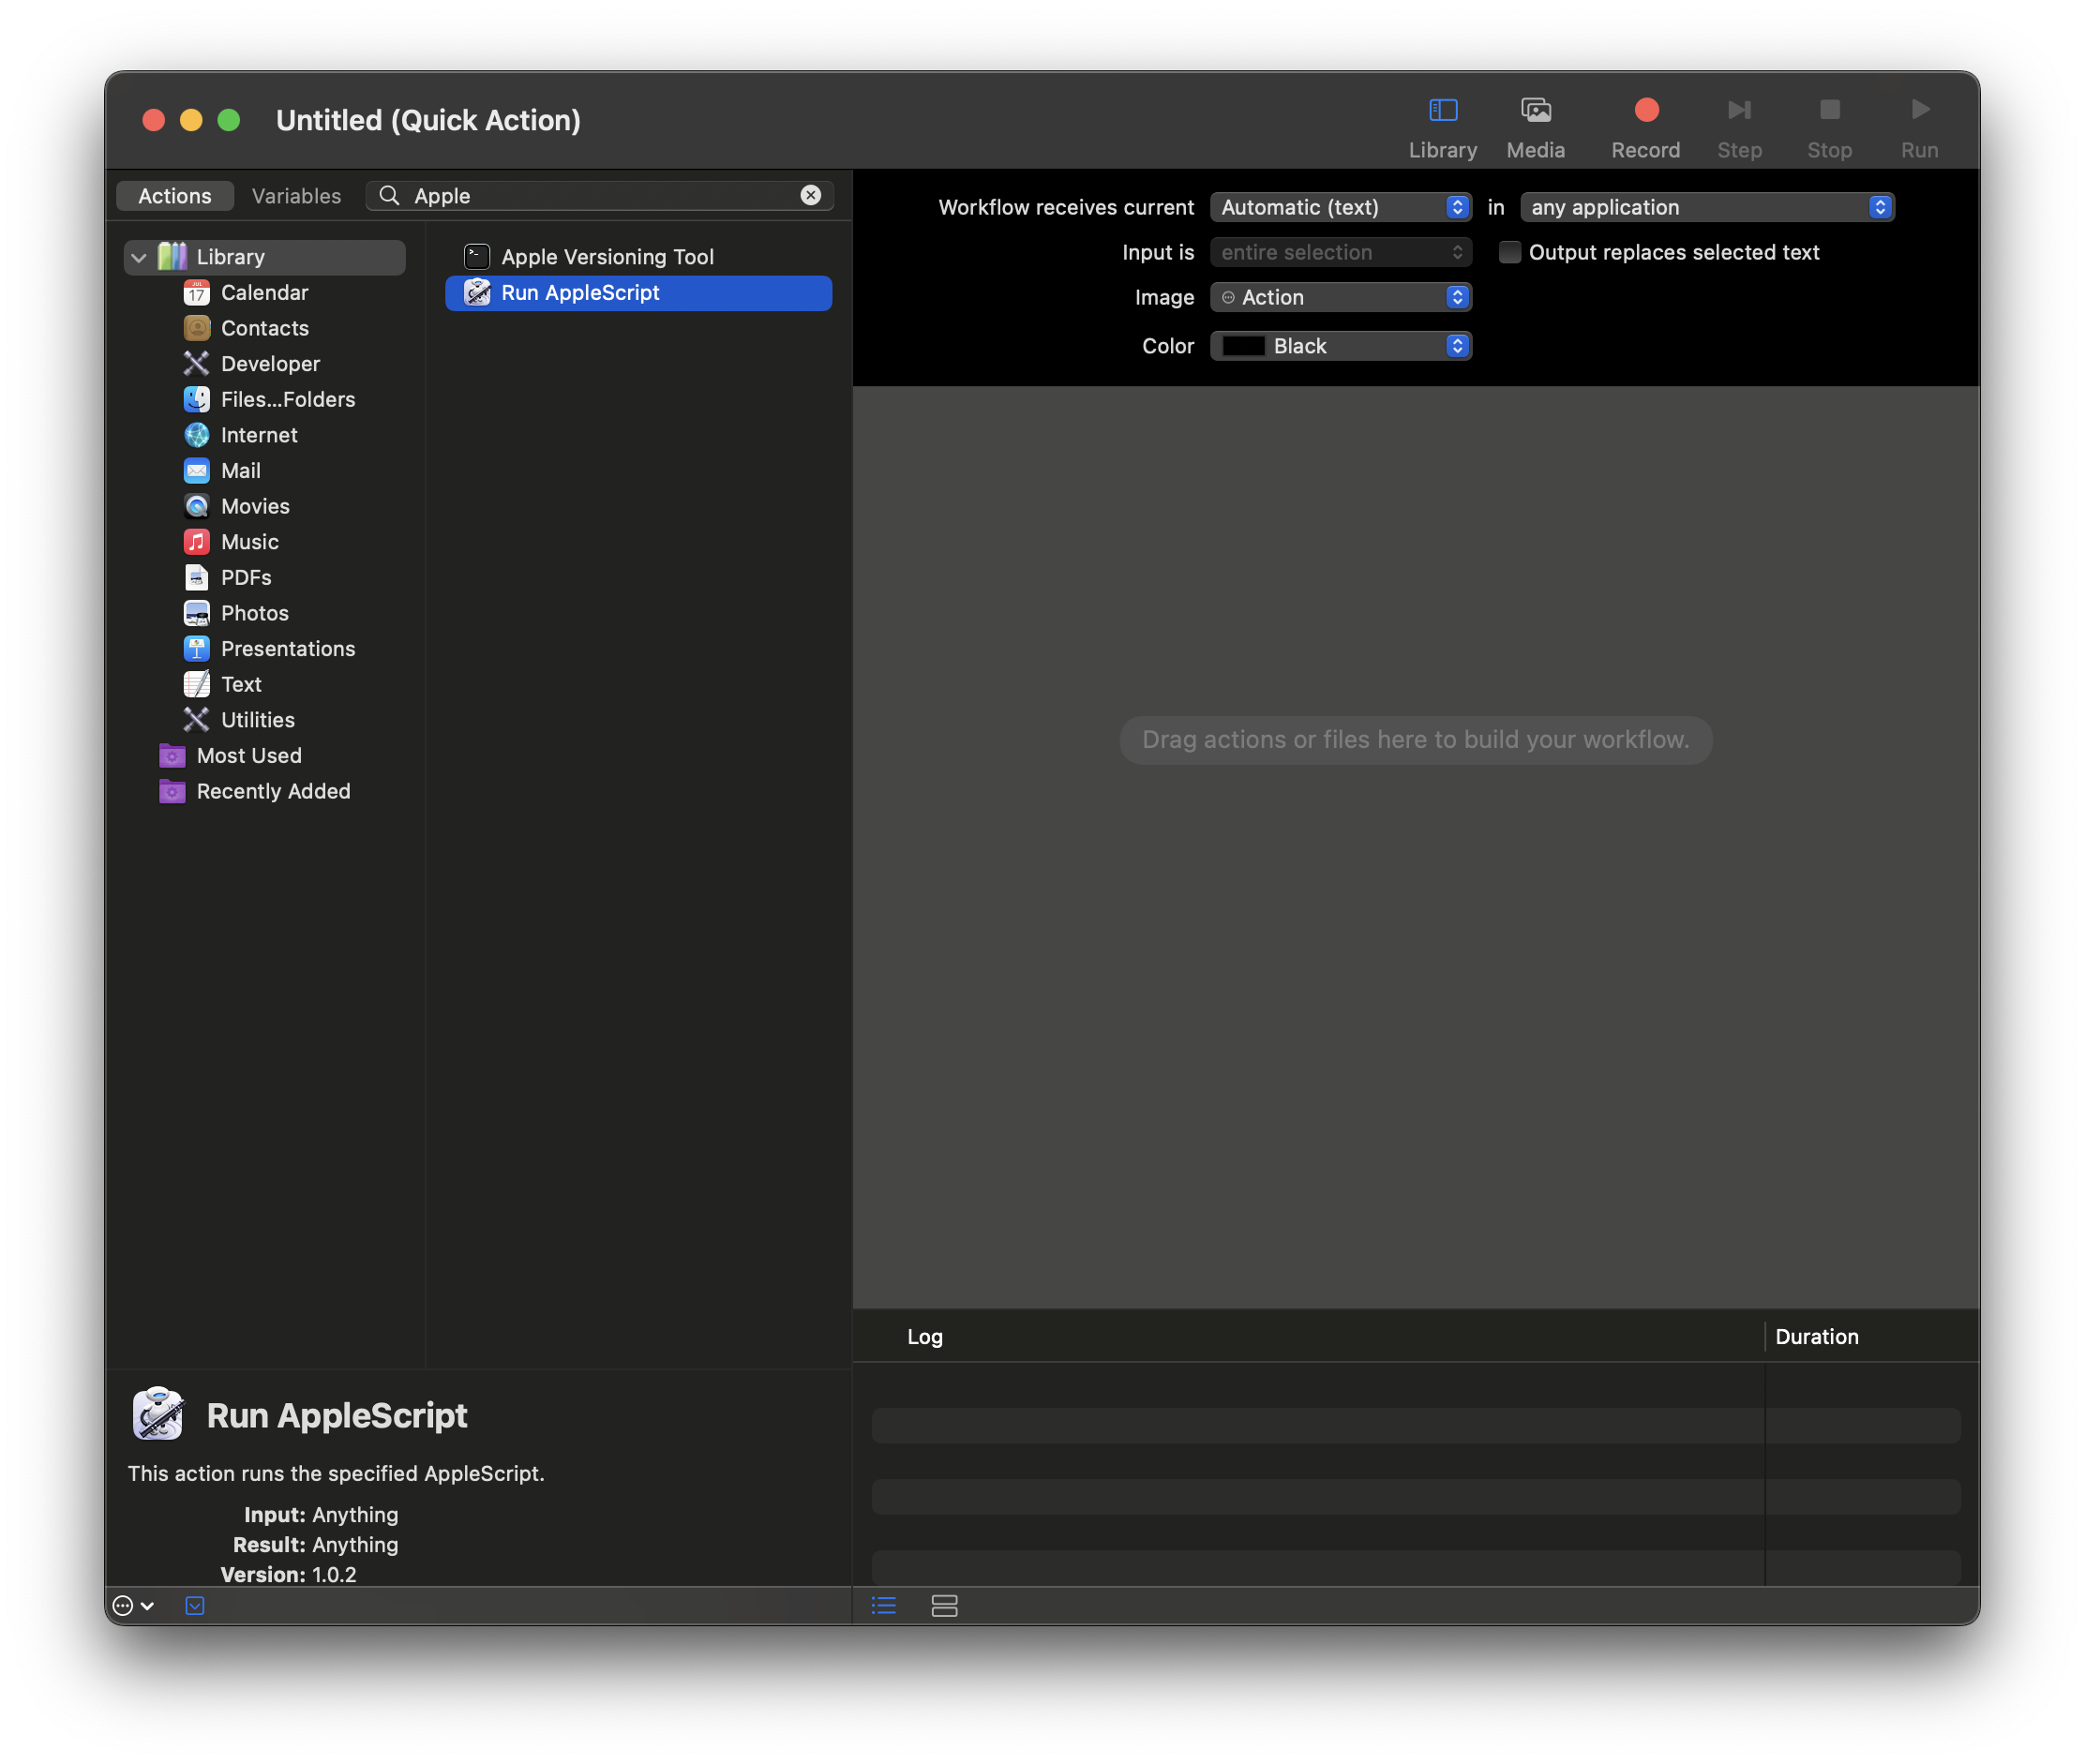 Untitled (Quick Action)
Library
Media
Record
Step
Stop
Run
Actions
Variables
Apple
Library
JUL
17
Calendar
Contacts
Developer
Files...Folders
Internet
Mail
Movies
Music
PDFs
Photos
Presentations
Text
Utilities
Most Used
Recently Added
Apple Versioning Tool
Run AppleScript
Workflow receives current Automatic (text) in any application
Input is entire selection Output replaces selected text
Image Action
Color Black
Drag actions or files here to build your workflow.
Log Duration
Run AppleScript
This action runs the specified AppleScript.
Input: Anything
Result: Anything
Version: 1.0.2